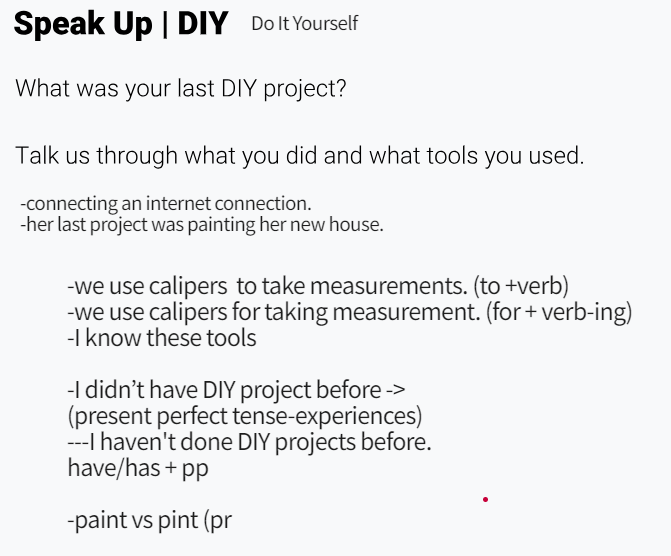 Speak Up | DIY Do It Yourself
What was your last DIY project?
Talk us through what you did and what tools you used.
-connecting an internet connection.
-her last project was painting her new house.
-we use calipers  to take measurements. (to +verb)
-we use calipers for taking measurement. (for + verb-ing)
-I know these tools
-I didn’t have DIY project before ->
(present perfect tense-experiences)
---I haven't done DIY projects before.
have/has + pp
-paint vs pint (pr